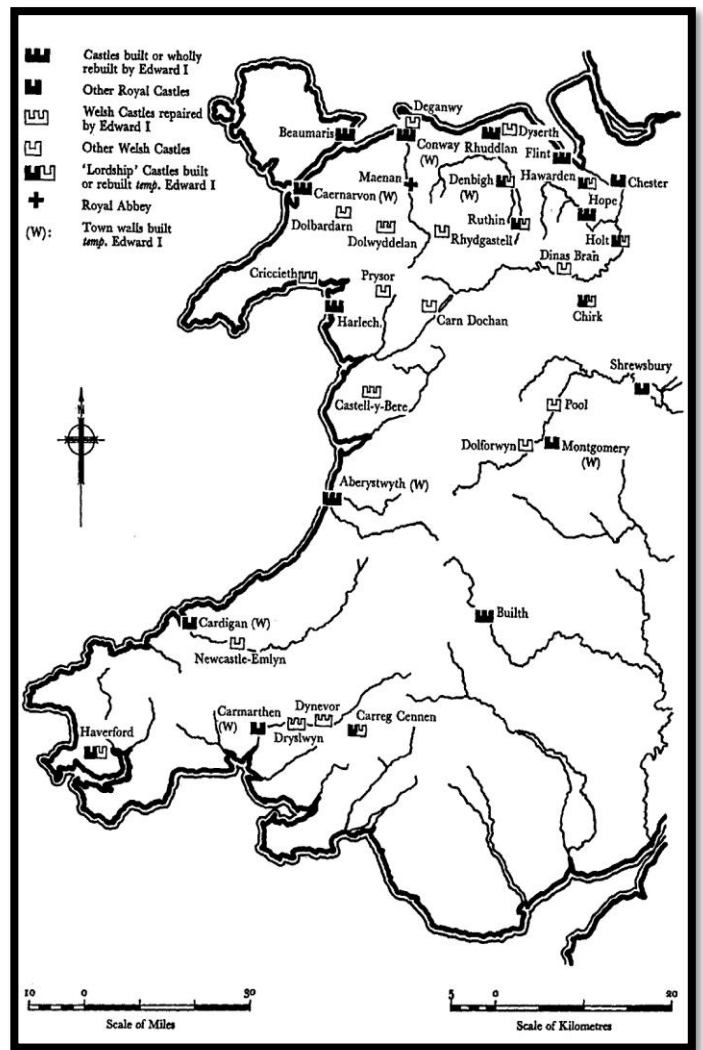 Castles built or wholly
rebuilt by Edward I
Other Royal Castles
Welsh Castles repaired
by Edward I
Other Welsh Castles
'Lordship' Castles built
or rebuilt temp. Edward I
Royal Abbey
(W): Town walls built
temp. Edward I
Deganwy
Beaumaris
Conway
(W)
Rhuddlan
Dyserth
Flint
Hawarden
Chester
Maenan
Denbigh
(W)
Hope
Caernarvon (W)
Dolbardarn
Dolwyddelan
Rhydgastell
Ruthin
Holt
Dinas Bran
Criccieth
Prysor
Harlech.
Carn Dochan
Chirk
Shrewsbury
Castell-y-Bere
Pool
N
Dolforwyn
Montgomery
(W)
Aberystwyth (W)
Cardigan (W)
Newcastle-Emlyn
Builth
Carmarthen
(W)
Dynevor
Dryslwyn
Carreg Cennen
Haverford
10 0 20
Scale of Miles
5 0 20
Scale of Kilometres